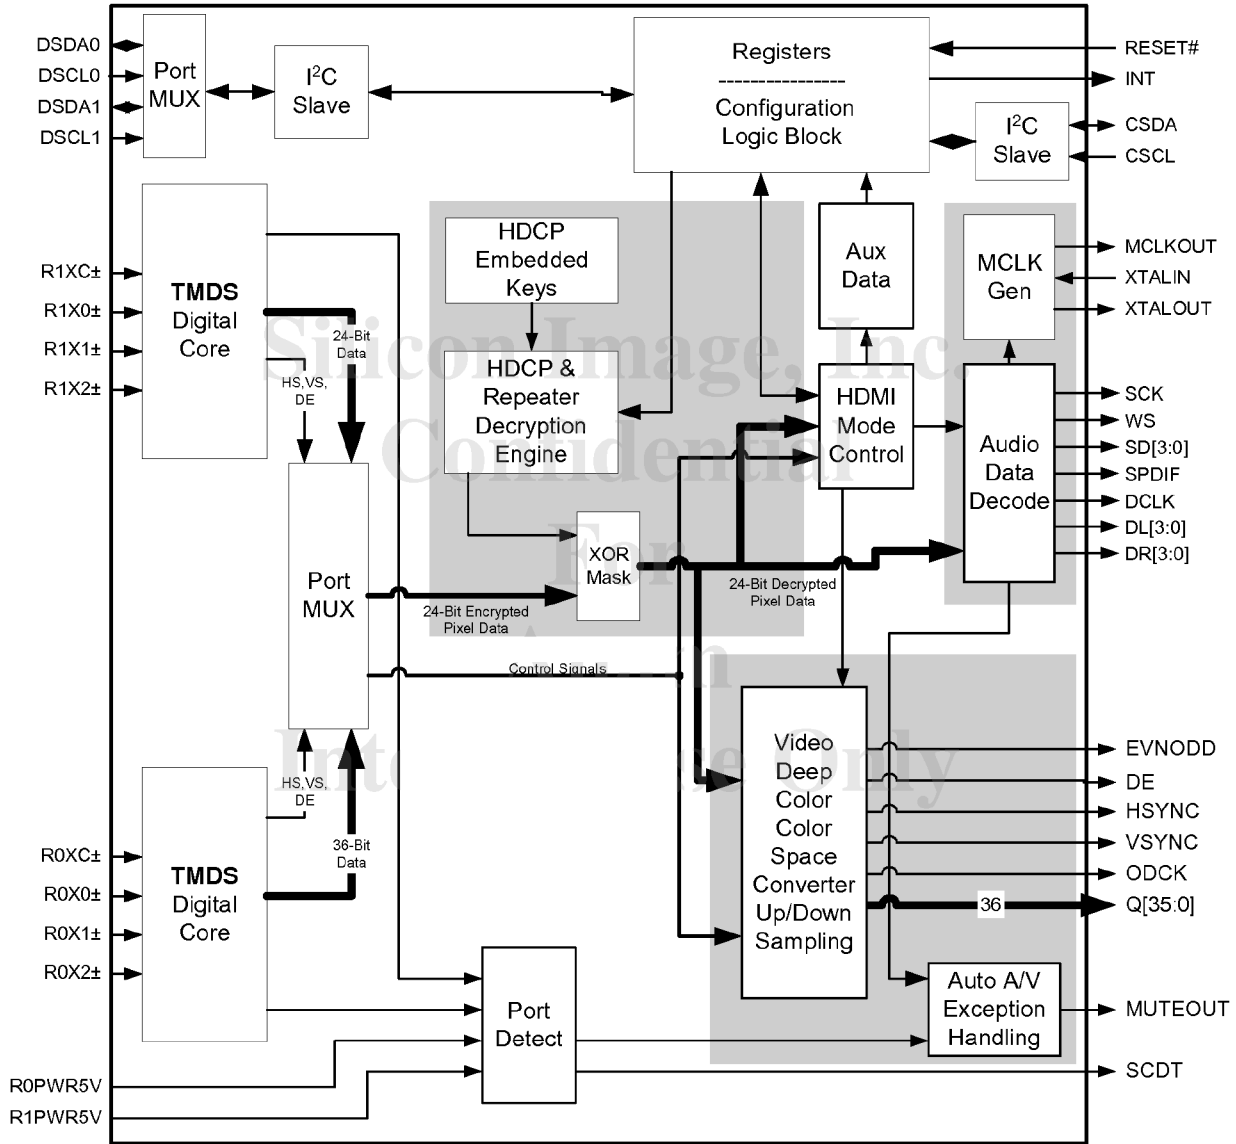 DSDA0
DSCL0
DSDA1
DSCL1
Port
MUX
I2C
Slave
Registers
---------------
Configuration
Logic Block
RESET#
INT
I2C
Slave
CSDA
CSCL
R1XC±
R1X0±
R1X1±
R1X2±
TMDS
Digital
Core
24-Bit
Data
HS,VS,
DE
HDCP
Embedded
Keys
HDCP &
Repeater
Decryption
Engine
XOR
Mask
Aux
Data
HDMI
Mode
Control
MCLK
Gen
MCLKOUT
XTALIN
XTALOUT
Audio
Data
Decode
SCK
WS
SD[3:0]
SPDIF
DCLK
DL[3:0]
DR[3:0]
Port
MUX
24-Bit Encrypted
Pixel Data
24-Bit Decrypted
Pixel Data
Control Signals
HS,VS,
DE
36-Bit
Data
R0XC±
R0X0±
R0X1±
R0X2±
TMDS
Digital
Core
Video
Deep
Color
Color
Space
Converter
Up/Down
Sampling
EVNODD
DE
HSYNC
VSYNC
ODCK
36
Q[35:0]
Port
Detect
Auto A/V
Exception
Handling
MUTEOUT
SCDT
R0PWR5V
R1PWR5V
Silicon Image, Inc.
Confidential
For
Only